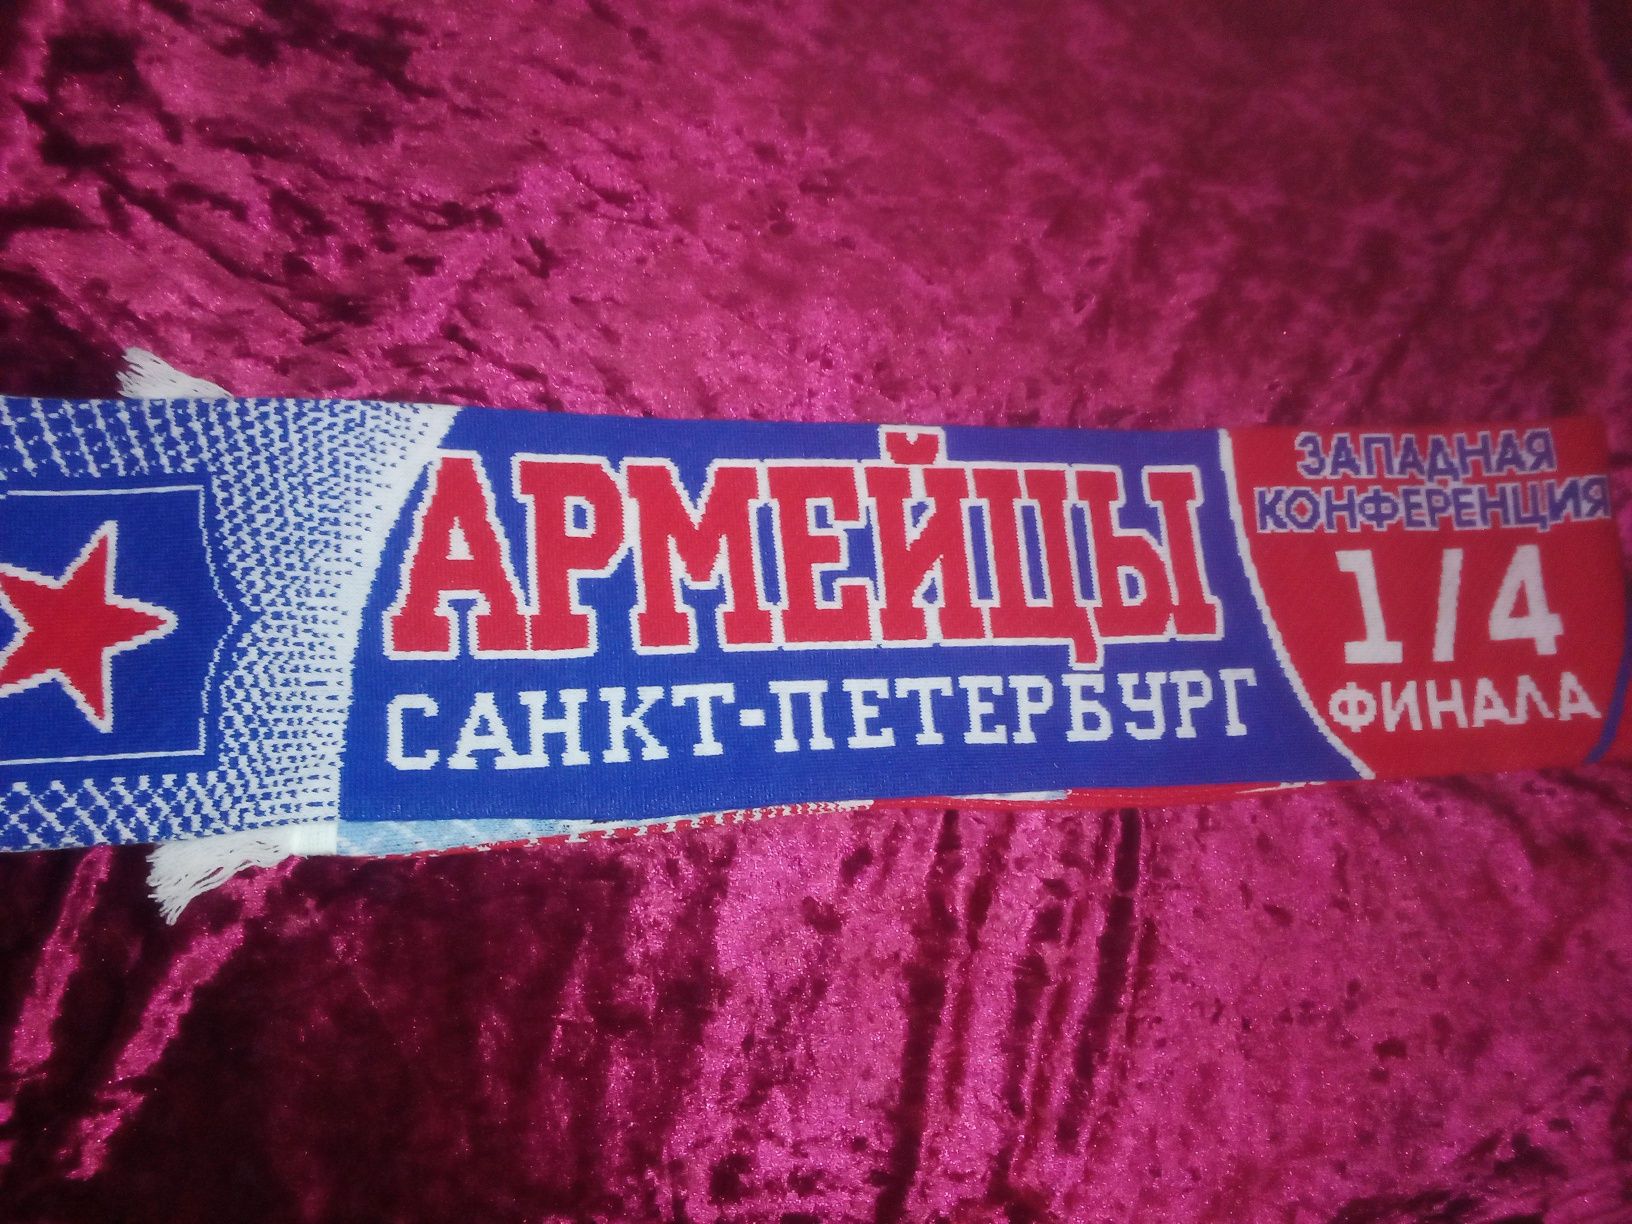 АРМЕЙЦЫ
САНКТ-ПЕТЕРБУРГ
ЗАПАДНАЯ
КОНФЕРЕНЦИЯ
1/4
ФИНАЛА